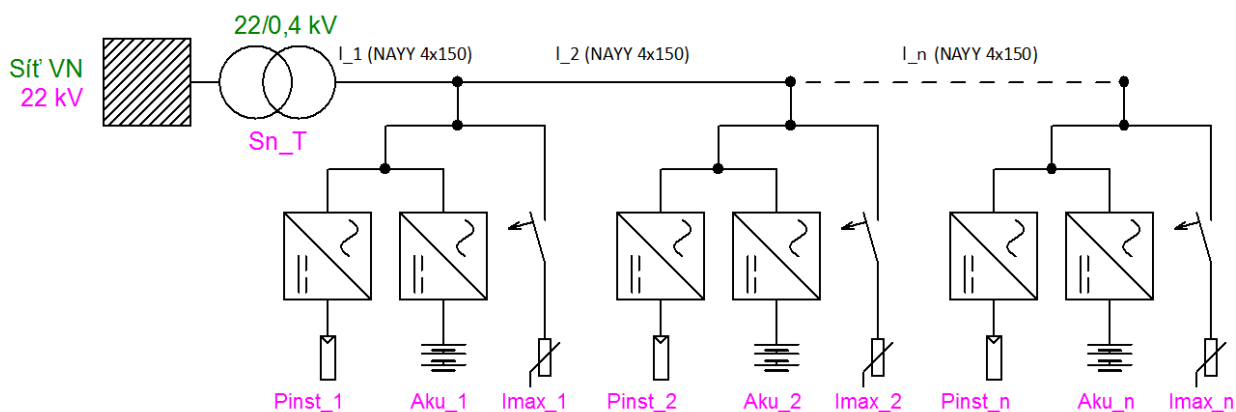 22/0,4 kV
Síť VN
22 kV
Sn_T
l_1 (NAYY 4x150)
l_2 (NAYY 4x150)
l_n (NAYY 4x150)
Pinst_1
Aku_1
Imax_1
Pinst_2
Aku_2
Imax_2
Pinst_n
Aku_n
Imax_n